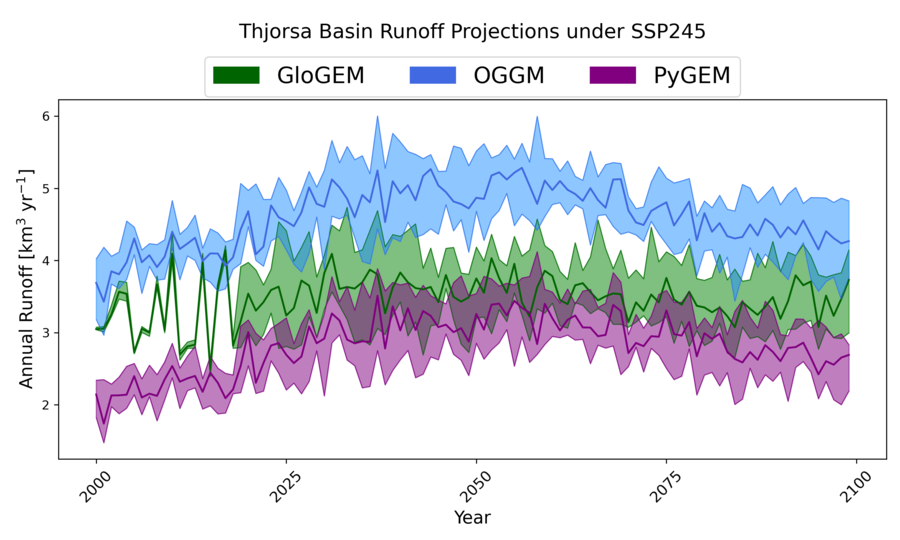 Thjorsa Basin Runoff Projections under SSP245
GloGEM OGGM PyGEM
Annual Runoff [km³ yr⁻¹]
6
5
4
3
2
2000 2025 2050 2075 2100
Year